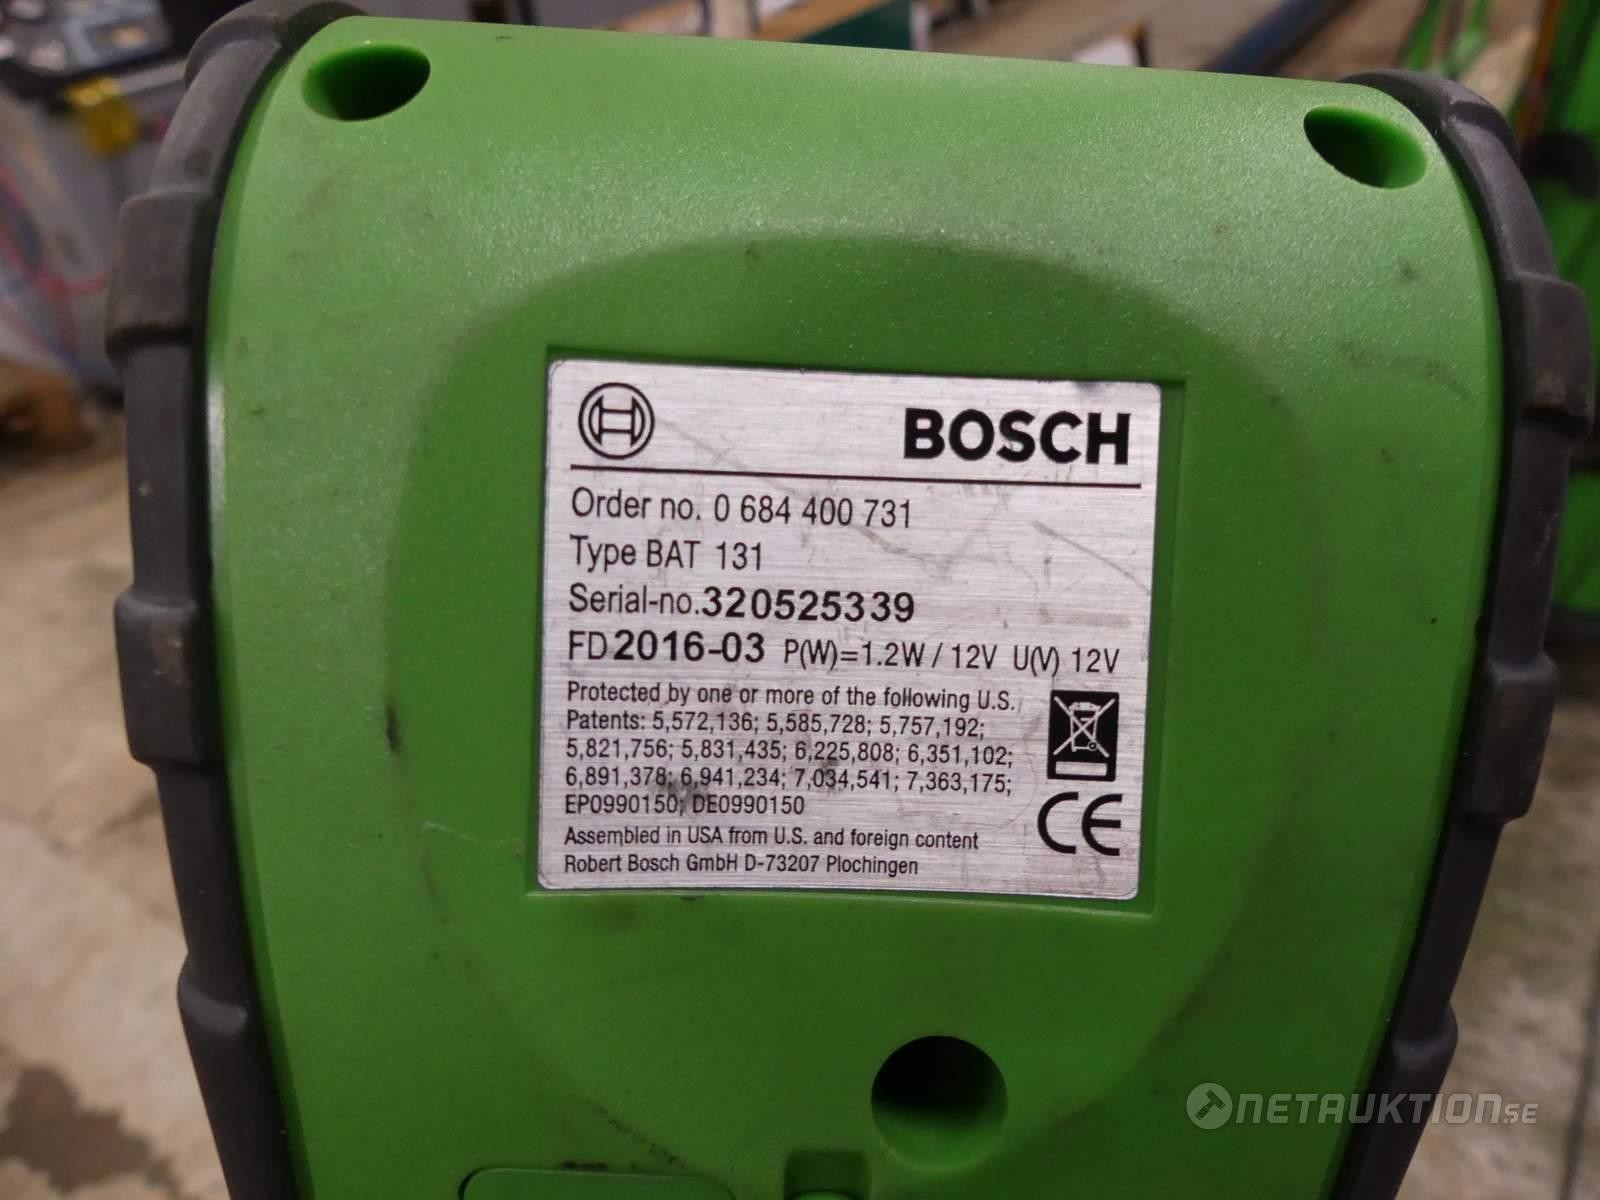 BOSCH
Order no. 0 684 400 731
Type BAT 131
Serial-no.320525339
FD 2016-03 P(W)=1.2W / 12V U(V) 12V
Protected by one or more of the following U.S.
Patents: 5,572,136; 5,585,728; 5,757,192;
5,821,756; 5,831,435; 6,225,808; 6,351,102;
6,891,378; 6,941,234; 7,034,541; 7,363,175;
EP0990150; DE0990150
Assembled in USA from U.S. and foreign content
Robert Bosch GmbH D-73207 Plochingen
CE
NETAUKTION.SE